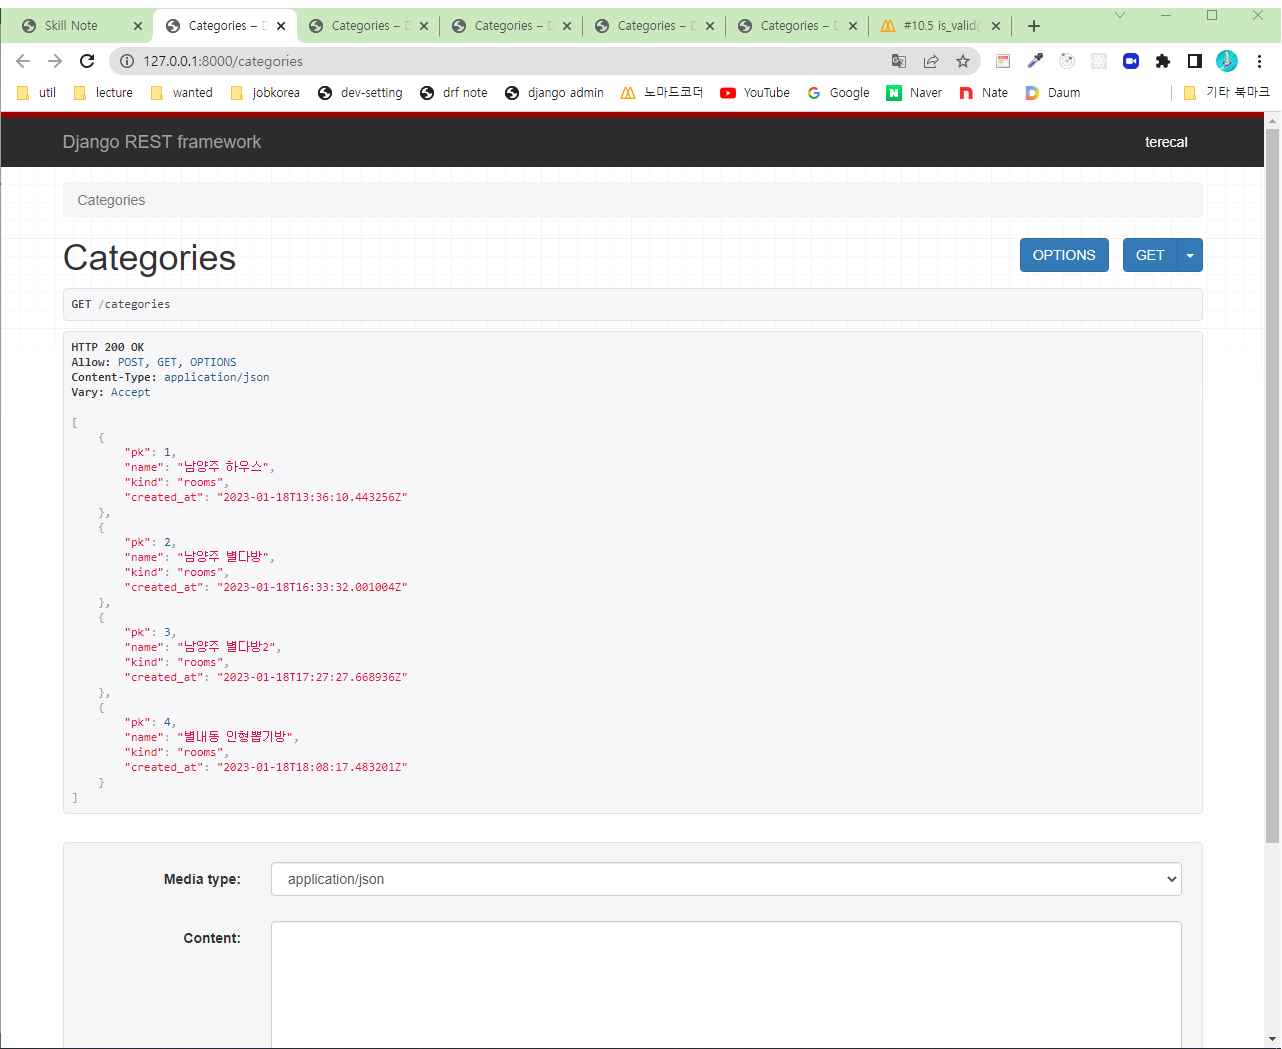 Skill Note
Categories – D
Categories – D
Categories – D
Categories – D
Categories – D
#10.5 is_valid()
127.0.0.1:8000/categories
util
lecture
wanted
jobkorea
dev-setting
drf note
django admin
노마드코더
YouTube
Google
Naver
Nate
Daum
기타 북마크
Django REST framework
terecal
Categories
Categories
OPTIONS
GET
GET /categories
HTTP 200 OK
Allow: POST, GET, OPTIONS
Content-Type: application/json
Vary: Accept
[
{
"pk": 1,
"name": "남양주 하우스",
"kind": "rooms",
"created_at": "2023-01-18T13:36:10.443256Z"
},
{
"pk": 2,
"name": "남양주 별다방",
"kind": "rooms",
"created_at": "2023-01-18T16:33:32.001004Z"
},
{
"pk": 3,
"name": "남양주 별다방2",
"kind": "rooms",
"created_at": "2023-01-18T17:27:27.668936Z"
},
{
"pk": 4,
"name": "별내동 인형뽑기방",
"kind": "rooms",
"created_at": "2023-01-18T18:08:17.483201Z"
}
]
Media type:
application/json
Content: